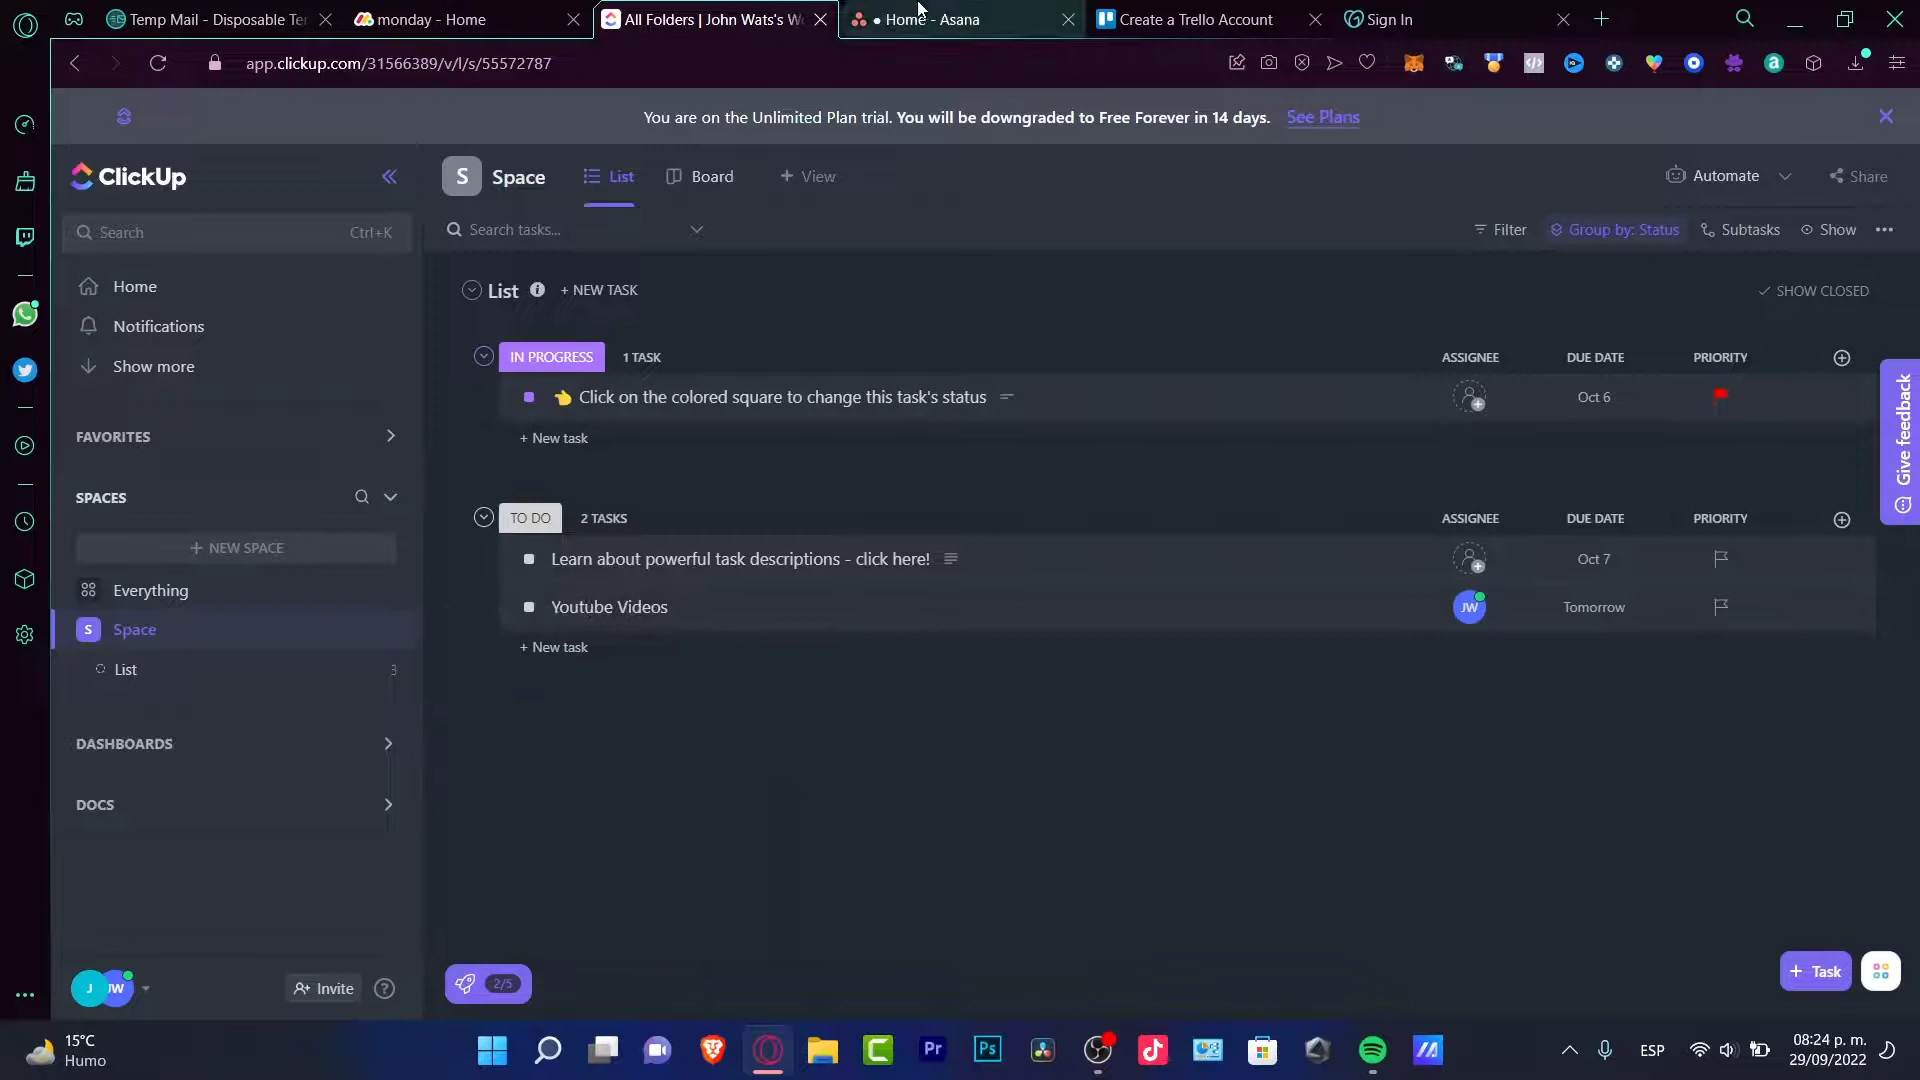 Temp Mail - Disposable Te
monday - Home
All Folders | John Wats's W
● Home - Asana
Create a Trello Account
Sign In
app.clickup.com/31566389/v/l/s/55572787
You are on the Unlimited Plan trial. You will be downgraded to Free Forever in 14 days. See Plans
ClickUp
S Space
List
Board
+ View
Automate
Share
Search
Ctrl+K
Search tasks...
Filter
Group by: Status
Subtasks
Show
Home
Notifications
Show more
List
+ NEW TASK
SHOW CLOSED
IN PROGRESS
1 TASK
ASSIGNEE
DUE DATE
PRIORITY
Click on the colored square to change this task's status
Oct 6
+ New task
Give feedback
FAVORITES
SPACES
+ NEW SPACE
Everything
S Space
List
3
TO DO
2 TASKS
ASSIGNEE
DUE DATE
PRIORITY
Learn about powerful task descriptions - click here!
Oct 7
Youtube Videos
JW
Tomorrow
+ New task
DASHBOARDS
DOCS
J
JW
Invite
2/5
+ Task
15°C
Humo
Pr
Ps
ESP
08:24 p. m.
29/09/2022